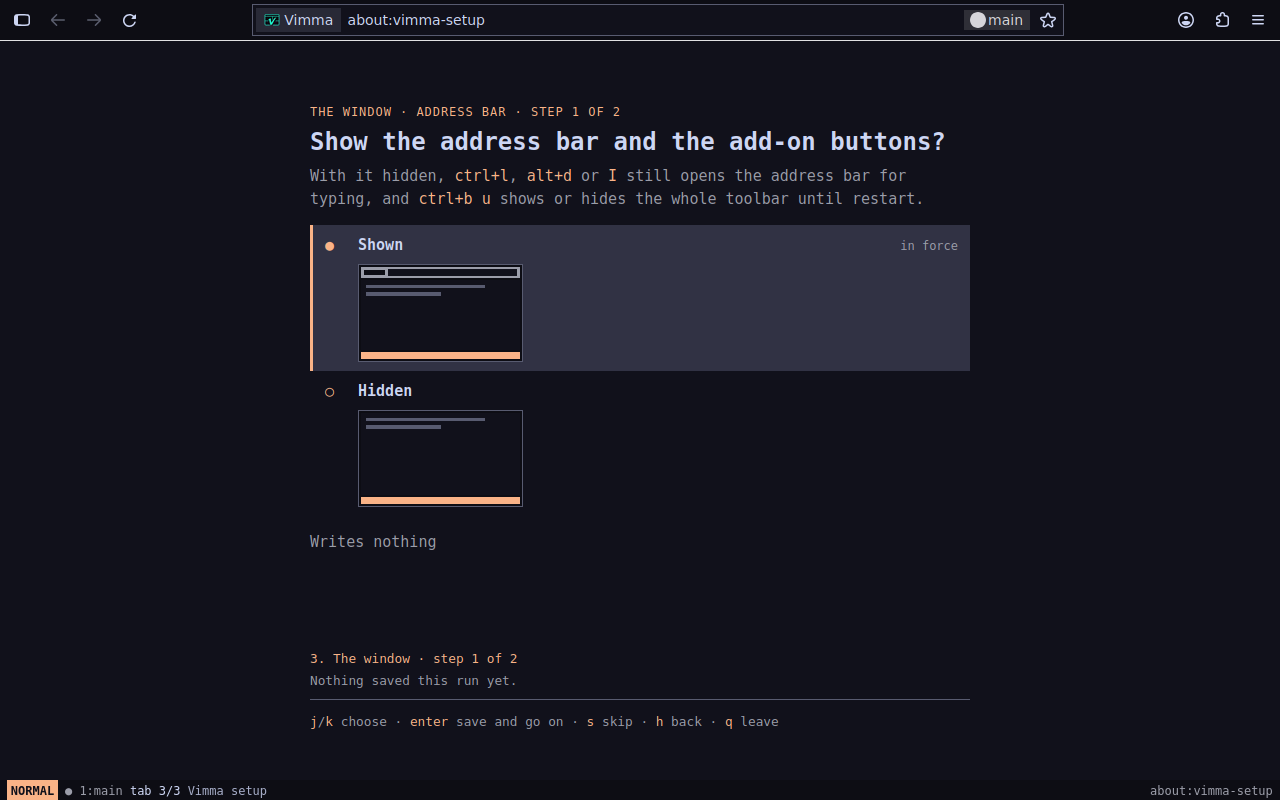 Vimma about:vimma-setup main
THE WINDOW · ADDRESS BAR · STEP 1 OF 2
Show the address bar and the add-on buttons?
With it hidden, ctrl+l, alt+d or I still opens the address bar for
typing, and ctrl+b u shows or hides the whole toolbar until restart.
Shown in force
Hidden
Writes nothing
3. The window · step 1 of 2
Nothing saved this run yet.
j/k choose · enter save and go on · s skip · h back · q leave
NORMAL ● 1:main tab 3/3 Vimma setup about:vimma-setup